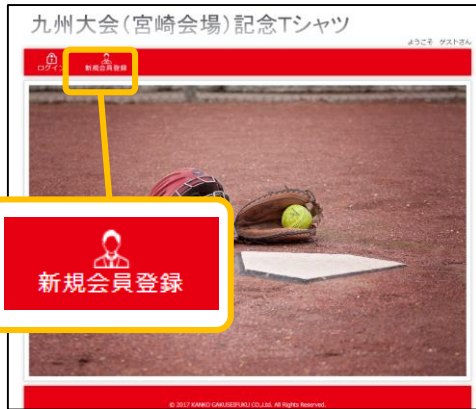 九州大会(宮崎会場)記念Tシャツ
ようこそ ゲストさん
ログイン
新規会員登録
新規会員登録
© 2017 KANKO GAKUSEIFUKU CO.,Ltd. All Rights Reserved.